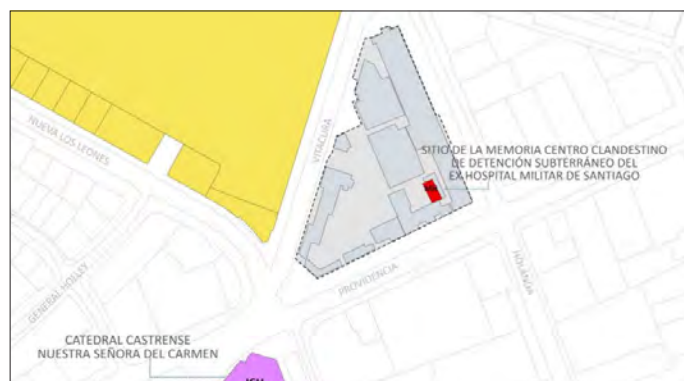 NUEVA LOS LEONES
VITACURA
SITIO DE LA MEMORIA CENTRO CLANDESTINO
DE DETENCIÓN SUBTERRÁNEO DEL
EX HOSPITAL MILITAR DE SANTIAGO
GENERAL HOLLEY
PROVIDENCIA
HOLANDA
CATEDRAL CASTRENSE
NUESTRA SEÑORA DEL CARMEN